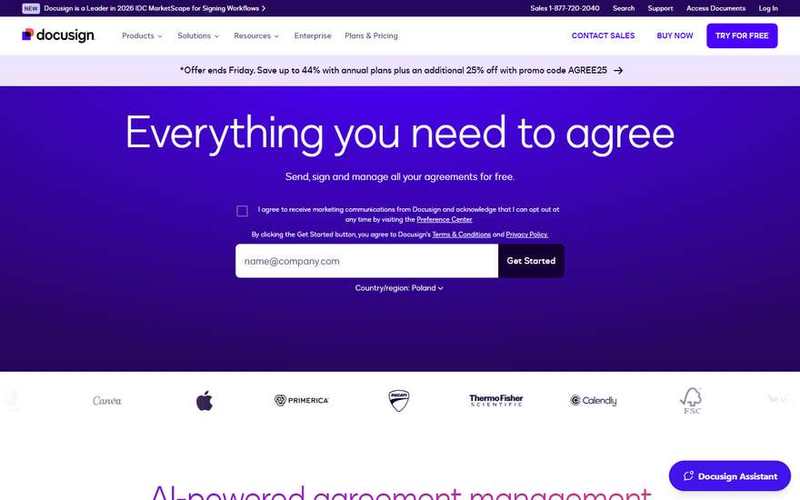 NEW Docusign is a Leader in 2026 IDC MarketScape for Signing Workflows
Sales 1-877-720-2040 Search Support Access Documents Log In
docusign Products Solutions Resources Enterprise Plans & Pricing CONTACT SALES BUY NOW TRY FOR FREE
*Offer ends Friday. Save up to 44% with annual plans plus an additional 25% off with promo code AGREE25
Everything you need to agree
Send, sign and manage all your agreements for free.
I agree to receive marketing communications from Docusign and acknowledge that I can opt out at
any time by visiting the Preference Center
By clicking the Get Started button, you agree to Docusign's Terms & Conditions and Privacy Policy.
name@company.com Get Started
Country/region: Poland
Canva PRIMERICA DUCATI ThermoFisher SCIENTIFIC Calendly FSC
AI-powered agreement management
Docusign Assistant